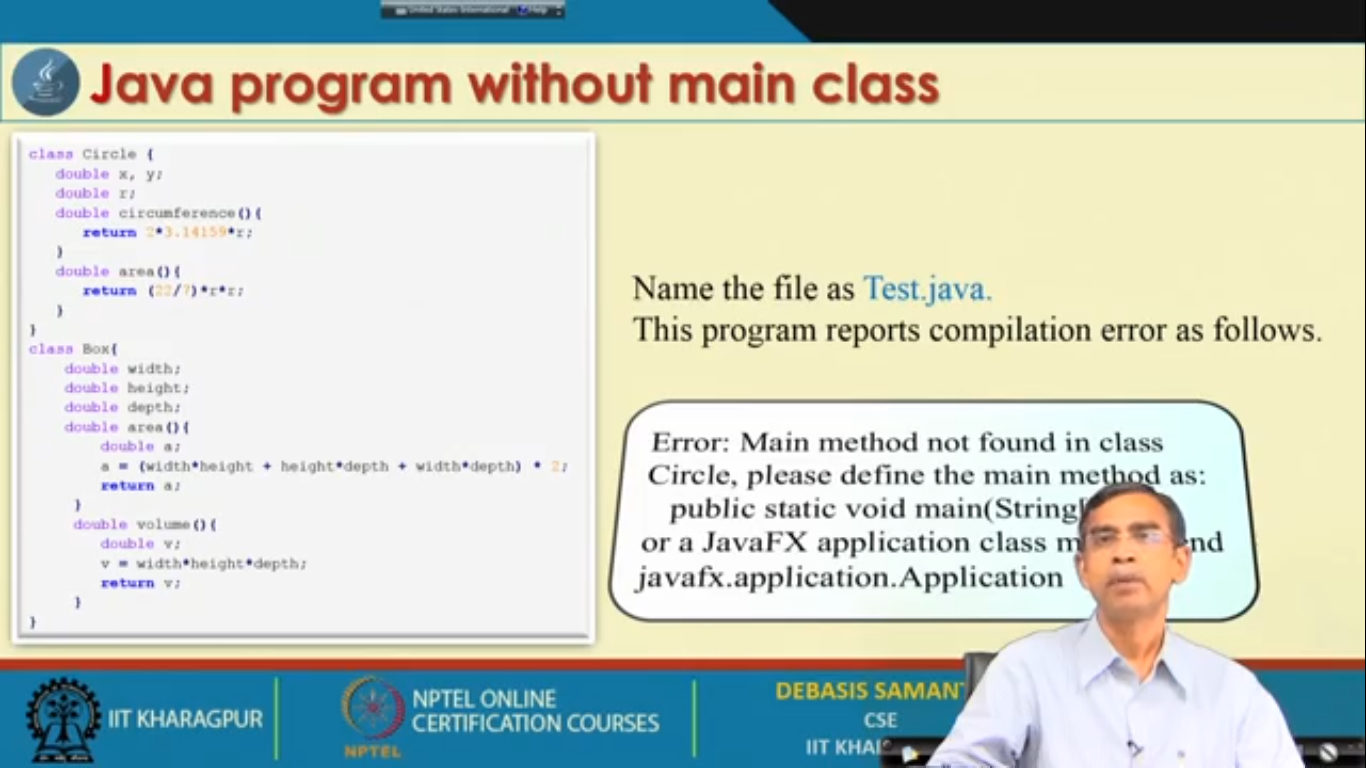 United States-International Help
Java program without main class
class Circle {
double x, y;
double r;
double circumference(){
return 2*3.14159*r;
}
double area(){
return (22/7)*r*r;
}
}
class Box{
double width;
double height;
double depth;
double area(){
double a;
a = (width*height + height*depth + width*depth) * 2;
return a;
}
double volume(){
double v;
v = width*height*depth;
return v;
}
}
Name the file as Test.java.
This program reports compilation error as follows.
Error: Main method not found in class
Circle, please define the main method as:
public static void main(String[
or a JavaFX application class m nd
javafx.application.Application
IIT KHARAGPUR
NPTEL
NPTEL ONLINE
CERTIFICATION COURSES
DEBASIS SAMANT
CSE
IIT KHA